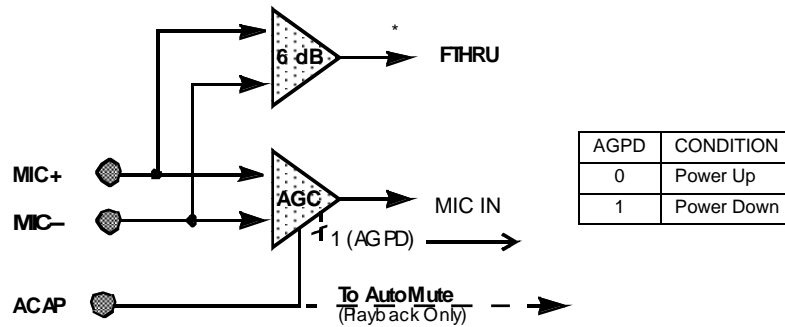 *
6 dB
FTHRU
MIC+
AGC
MIC IN
MIC–
1 (AGPD)
ACAP
To AutoMute
(Playback Only)
AGPD CONDITION
0 Power Up
1 Power Down